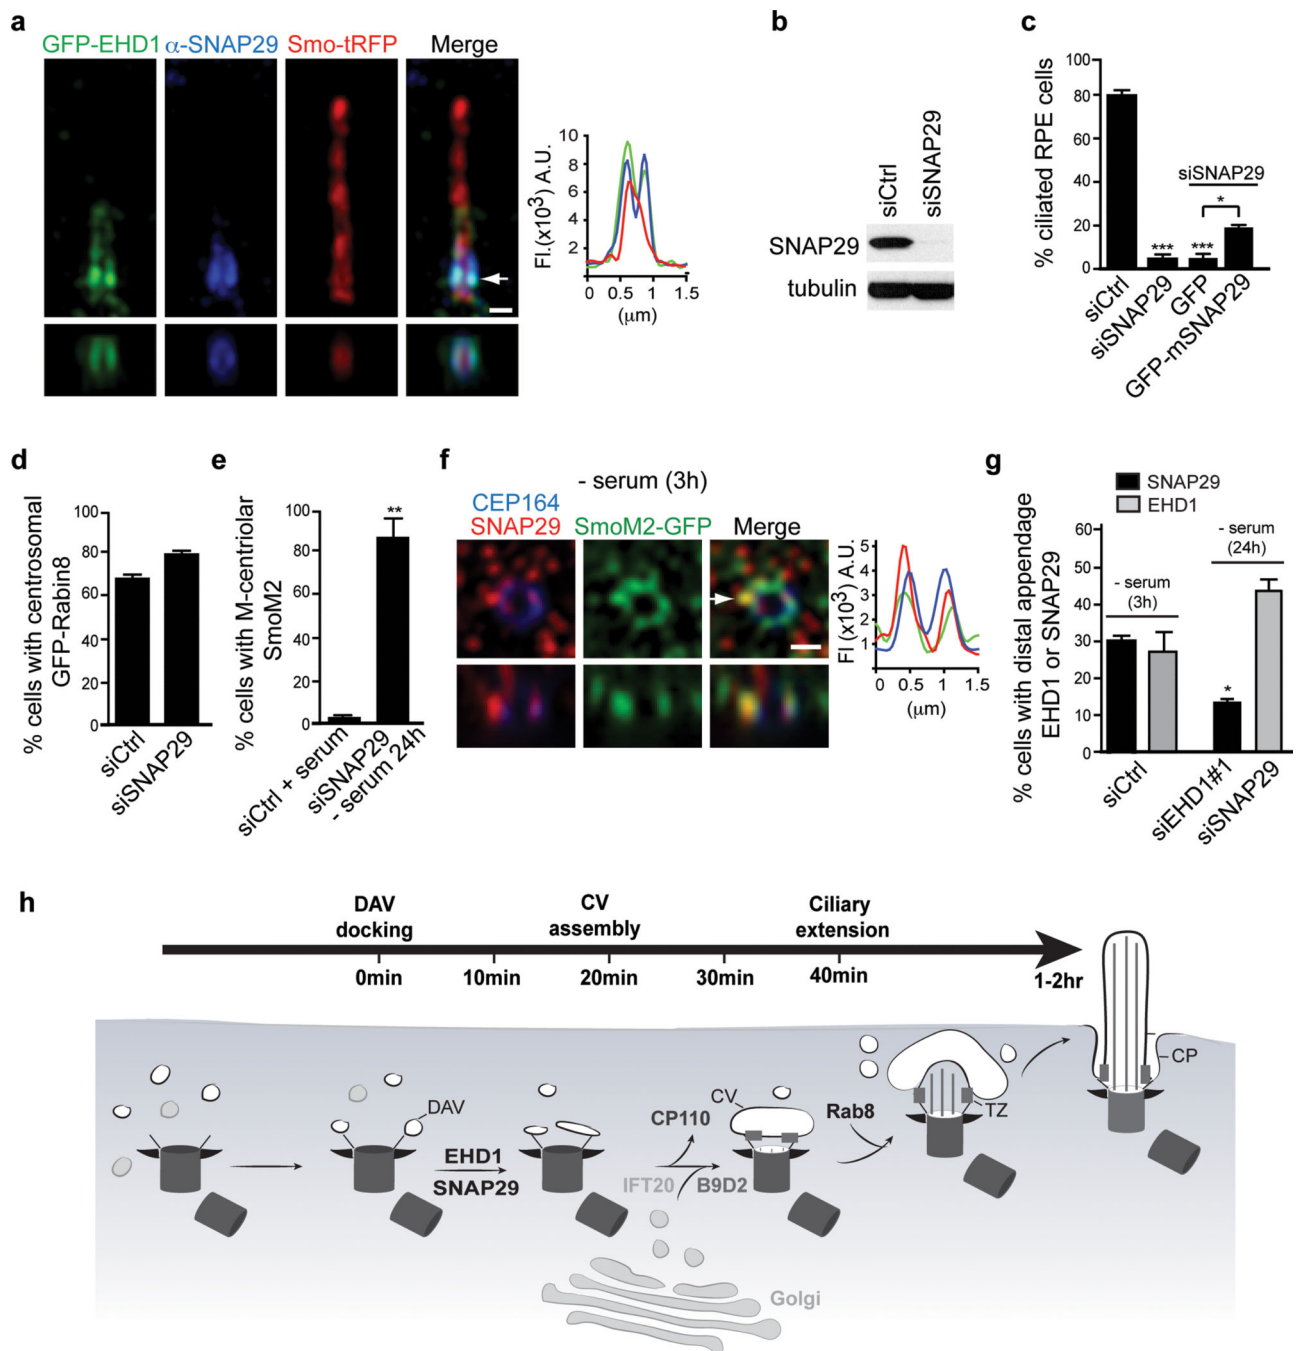 a
GFP-EHD1 α-SNAP29 Smo-tRFP Merge
FI.(x10³) A.U.
10
8
6
4
2
0 0.5 1 1.5
(μm)
b
siCtrl
siSNAP29
SNAP29
tubulin
c
% ciliated RPE cells
100
80
60
40
20
0
siSNAP29
*
*** ***
siCtrl
siSNAP29
GFP
GFP-mSNAP29
d
% cells with centrosomal
GFP-Rabin8
100
80
60
40
20
0
siCtrl
siSNAP29
e
% cells with M-centriolar
SmoM2
100
80
60
40
20
0
**
siCtrl + serum
siSNAP29
- serum 24h
f
- serum (3h)
CEP164
SNAP29 SmoM2-GFP Merge
FI (x10³) A.U.
5
4
3
2
1
0 0.5 1 1.5
(μm)
g
SNAP29
EHD1
% cells with distal appendage
EHD1 or SNAP29
60
50
40
30
20
10
0
- serum
(3h)
- serum
(24h)
*
siCtrl
siEHD1#1
siSNAP29
h
DAV
docking
CV
assembly
Ciliary
extension
0min 10min 20min 30min 40min 1-2hr
DAV
EHD1
SNAP29
CP110
IFT20 B9D2
CV
Rab8
TZ
CP
Golgi